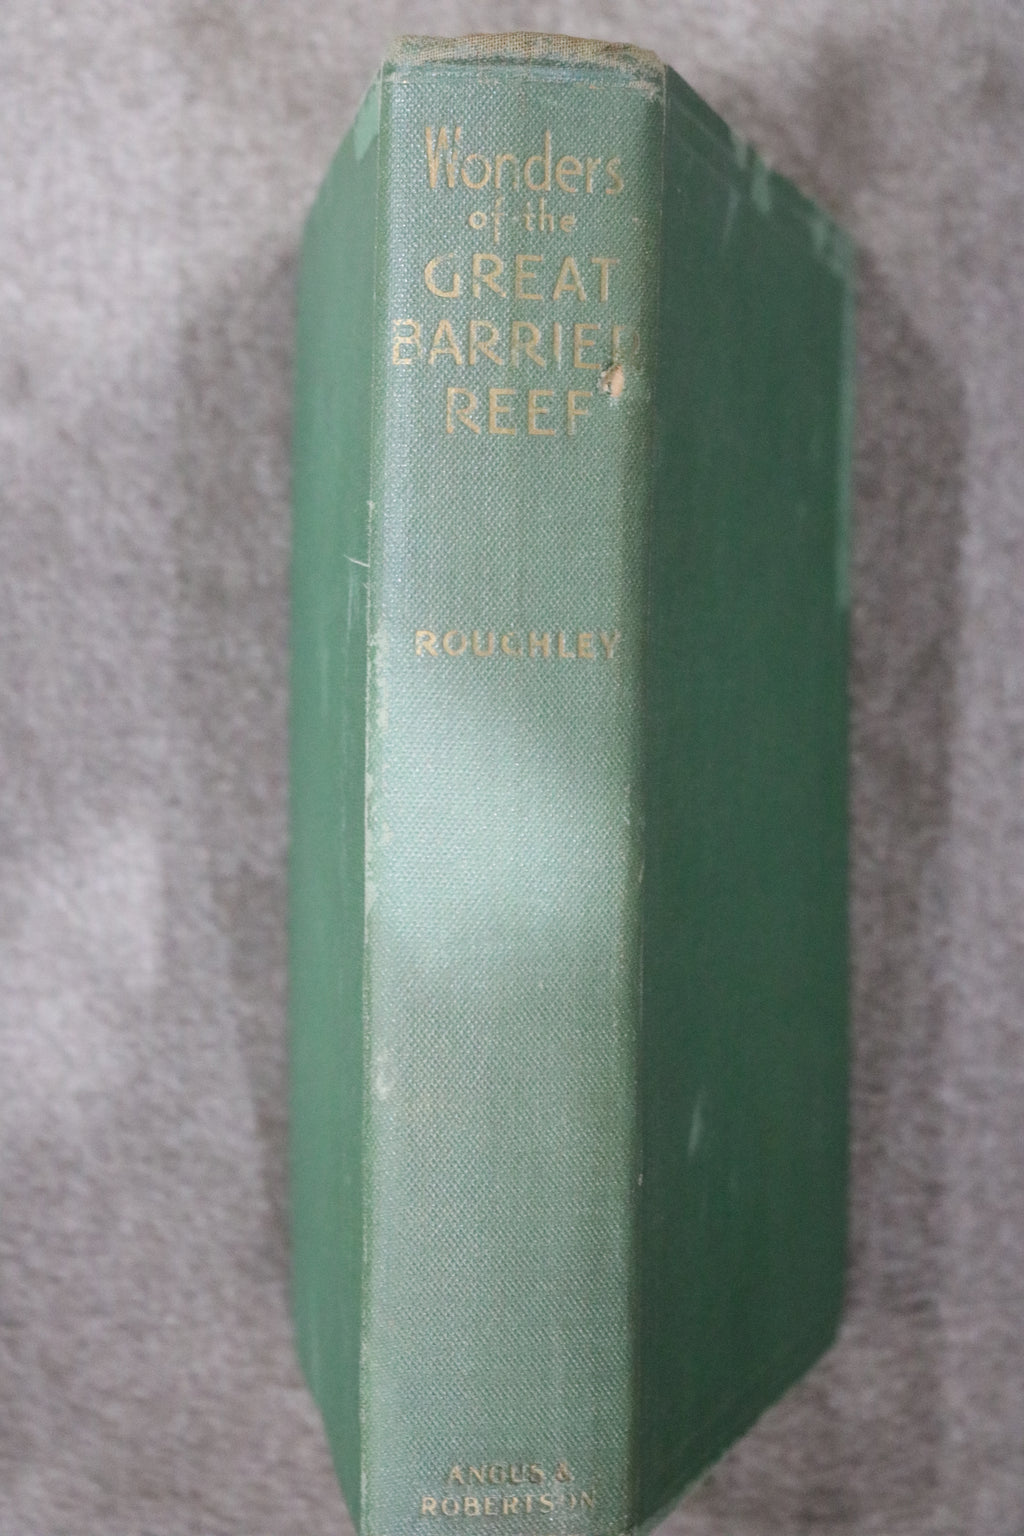 Wonders
of the
GREAT
BARRIER
REEF
ROUGHLEY
ANGUS &
ROBERTSON